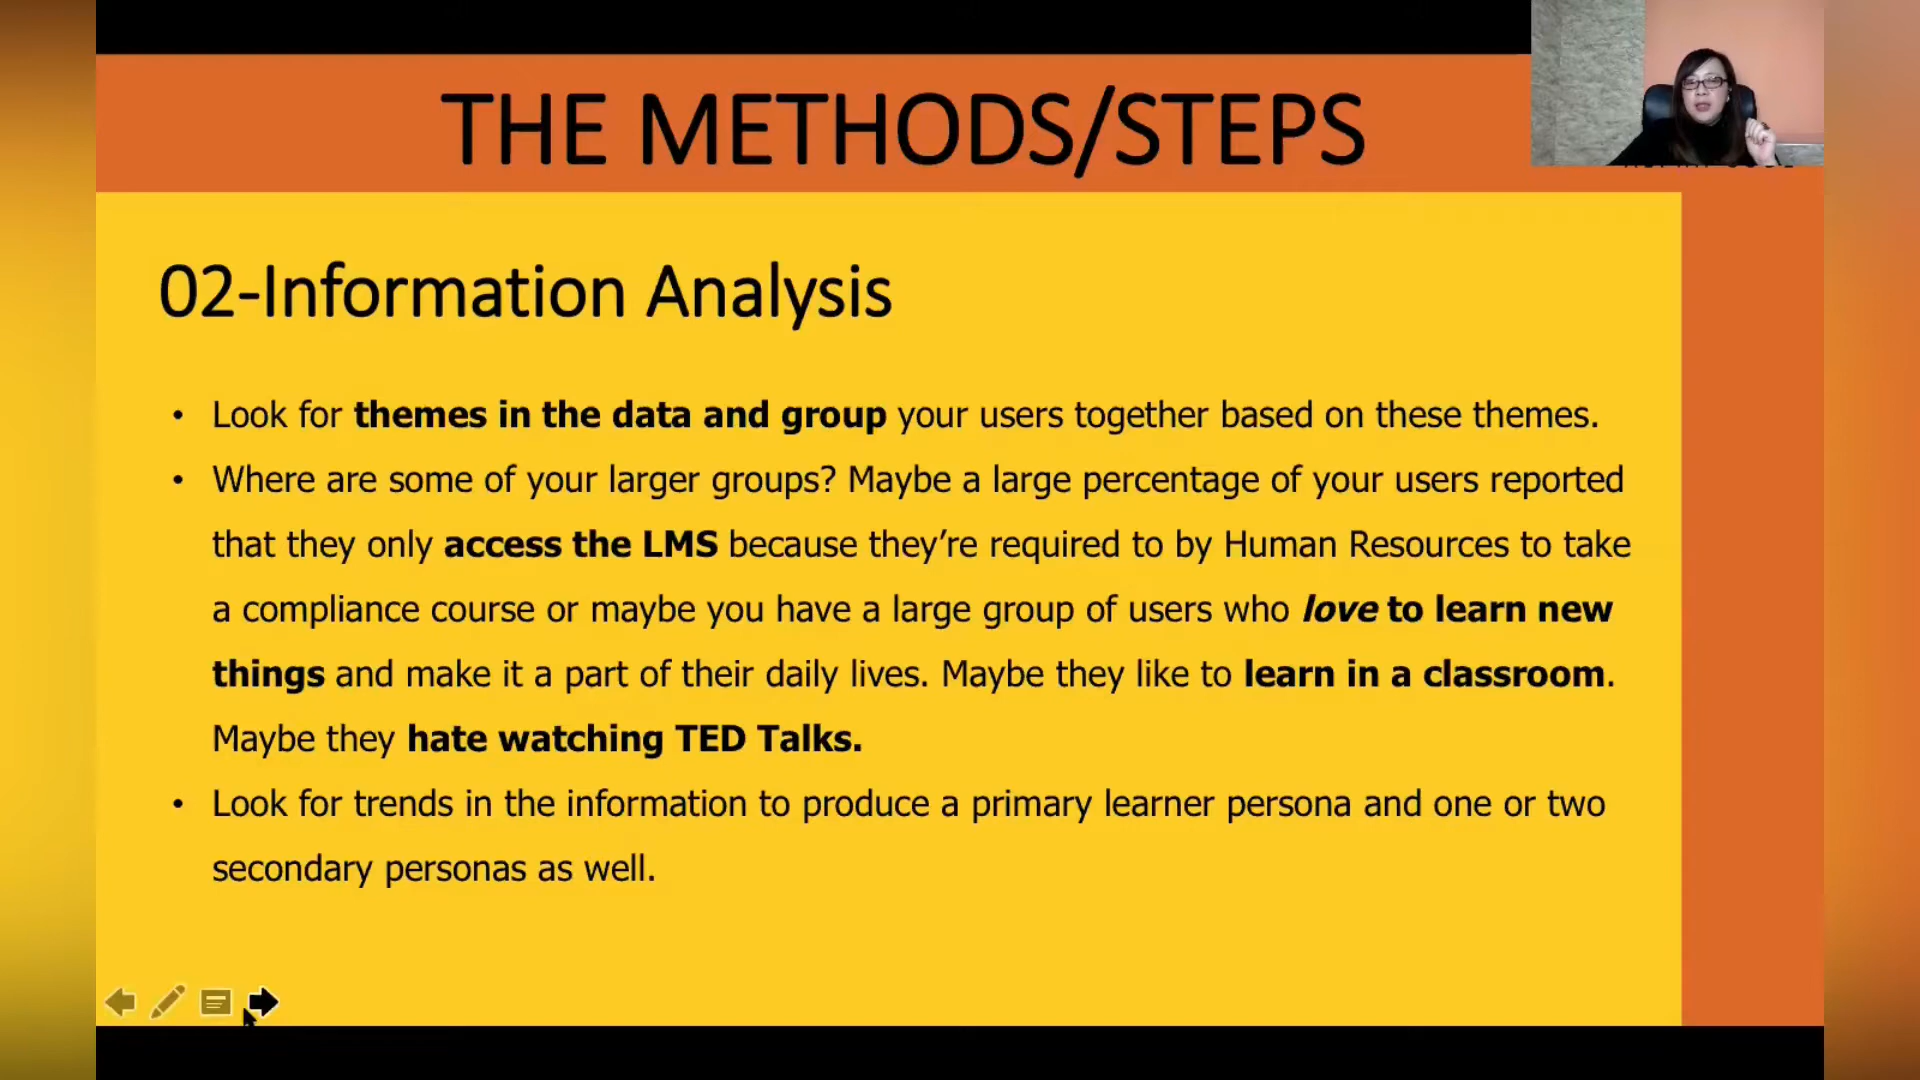 THE METHODS/STEPS
02-Information Analysis
• Look for themes in the data and group your users together based on these themes.
• Where are some of your larger groups? Maybe a large percentage of your users reported
that they only access the LMS because they’re required to by Human Resources to take
a compliance course or maybe you have a large group of users who love to learn new
things and make it a part of their daily lives. Maybe they like to learn in a classroom.
Maybe they hate watching TED Talks.
• Look for trends in the information to produce a primary learner persona and one or two
secondary personas as well.